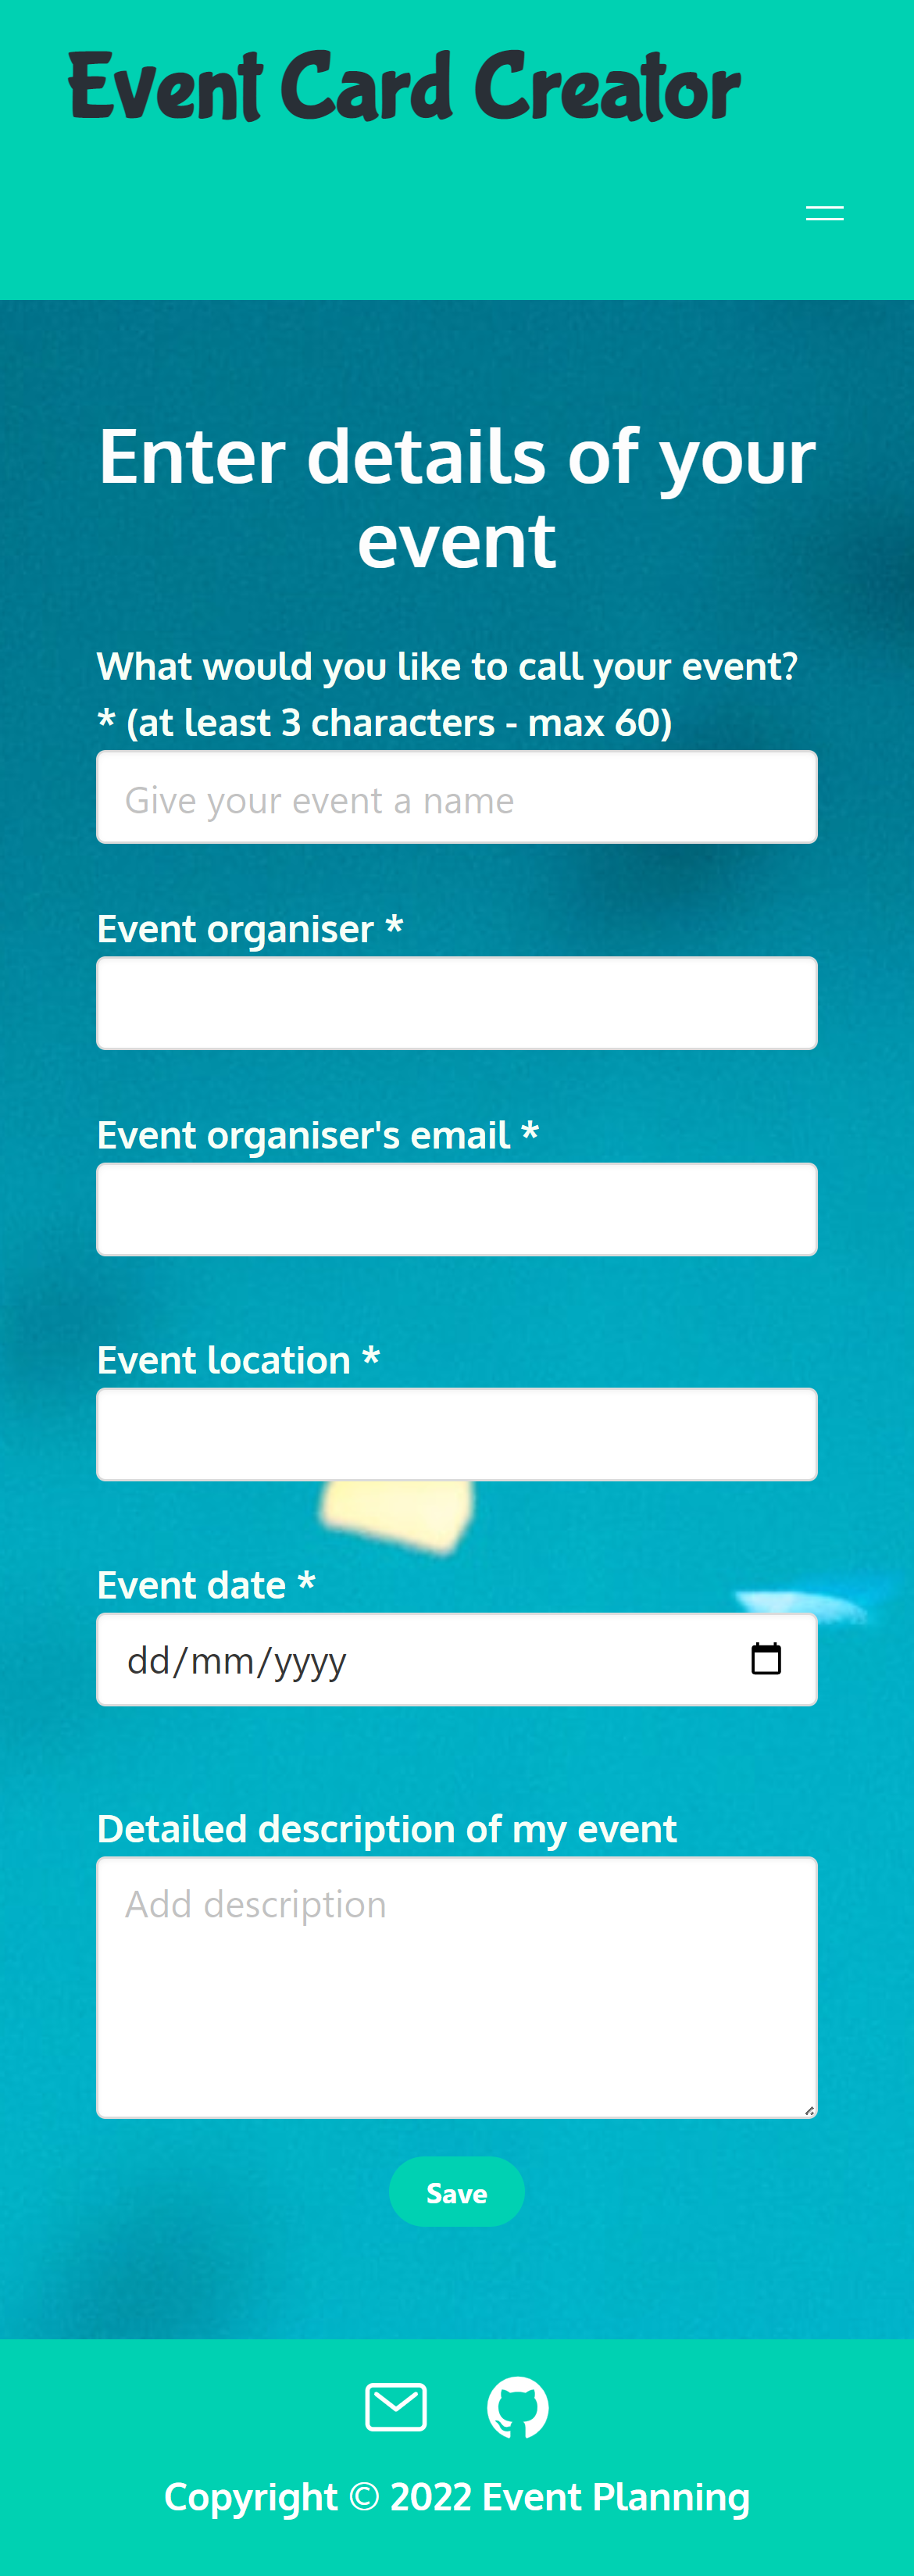 Event Card Creator
Enter details of your
event
What would you like to call your event?
* (at least 3 characters - max 60)
Give your event a name
Event organiser *
Event organiser's email *
Event location *
Event date *
dd/mm/yyyy
Detailed description of my event
Add description
Save
Copyright © 2022 Event Planning